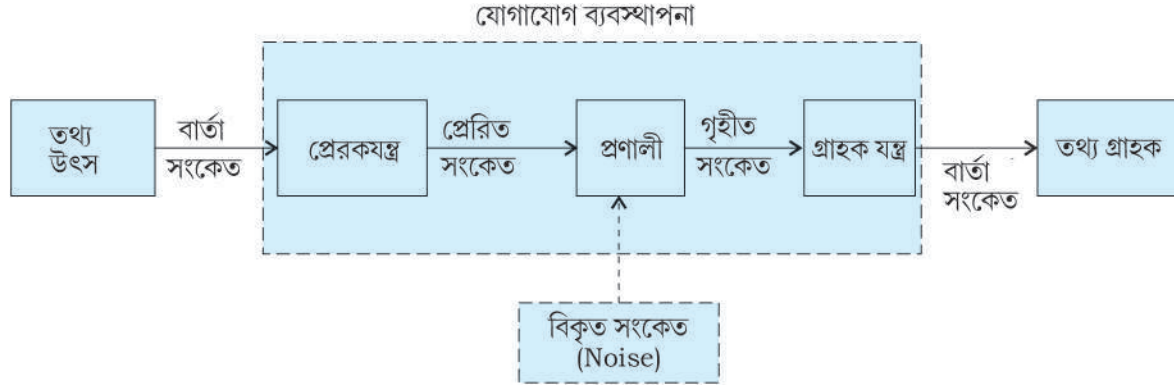 যোগাযোগ ব্যবস্থাপনা
তথ্য
উৎস
বার্তা
সংকেত
প্রেরকযন্ত্র
প্রেরিত
সংকেত
প্রণালী
গৃহীত
সংকেত
গ্রাহক যন্ত্র
বার্তা
সংকেত
তথ্য গ্রাহক
বিকৃত সংকেত
(Noise)